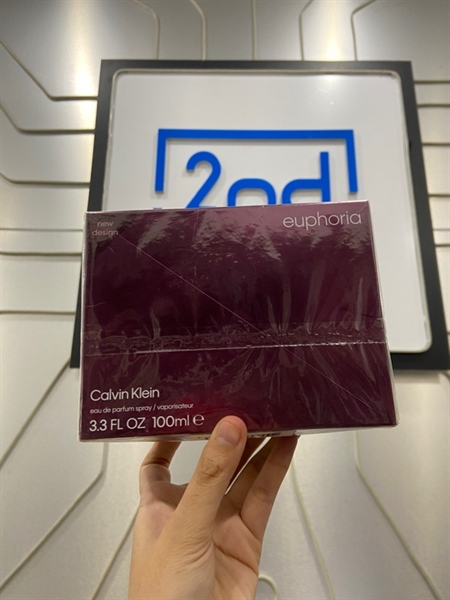 2nd
new
design
euphoria
Calvin Klein
eau de parfum spray / vaporisateur
3.3 FL OZ 100ml ℮